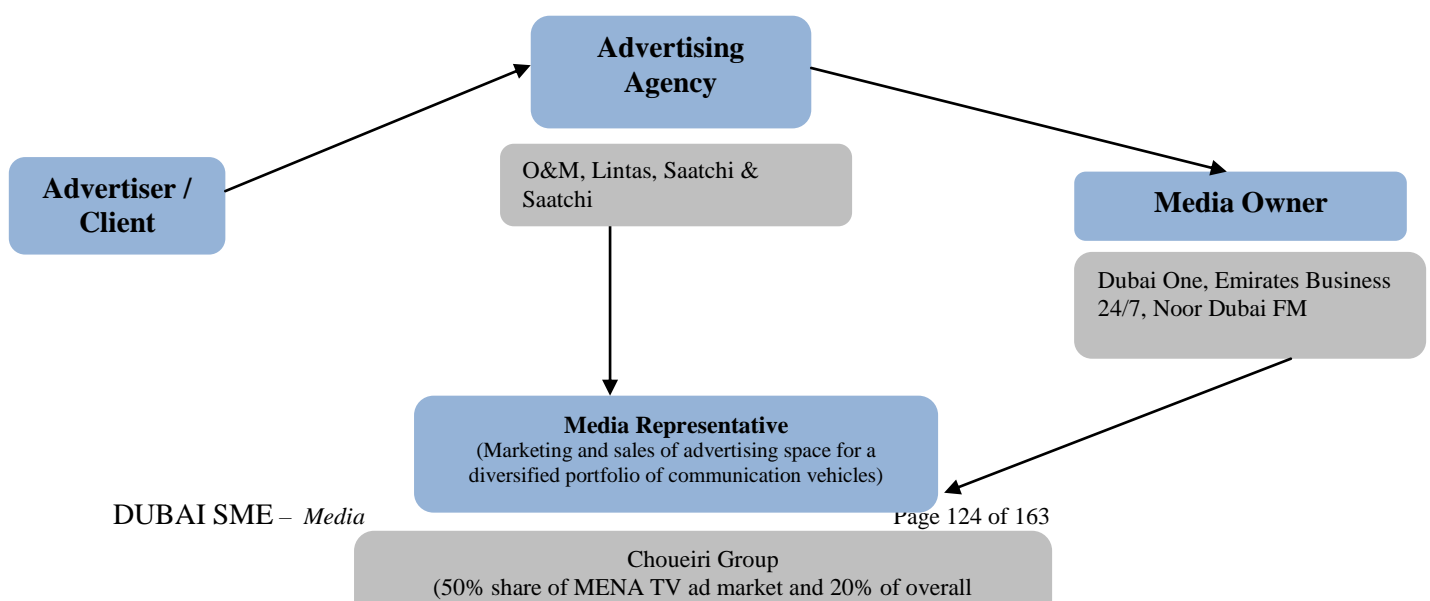 Advertising
Agency
O&M, Lintas, Saatchi &
Saatchi
Advertiser /
Client
Media Owner
Dubai One, Emirates Business
24/7, Noor Dubai FM
Media Representative
(Marketing and sales of advertising space for a
diversified portfolio of communication vehicles)
DUBAI SME – Media
Page 124 of 163
Choueiri Group
(50% share of MENA TV ad market and 20% of overall